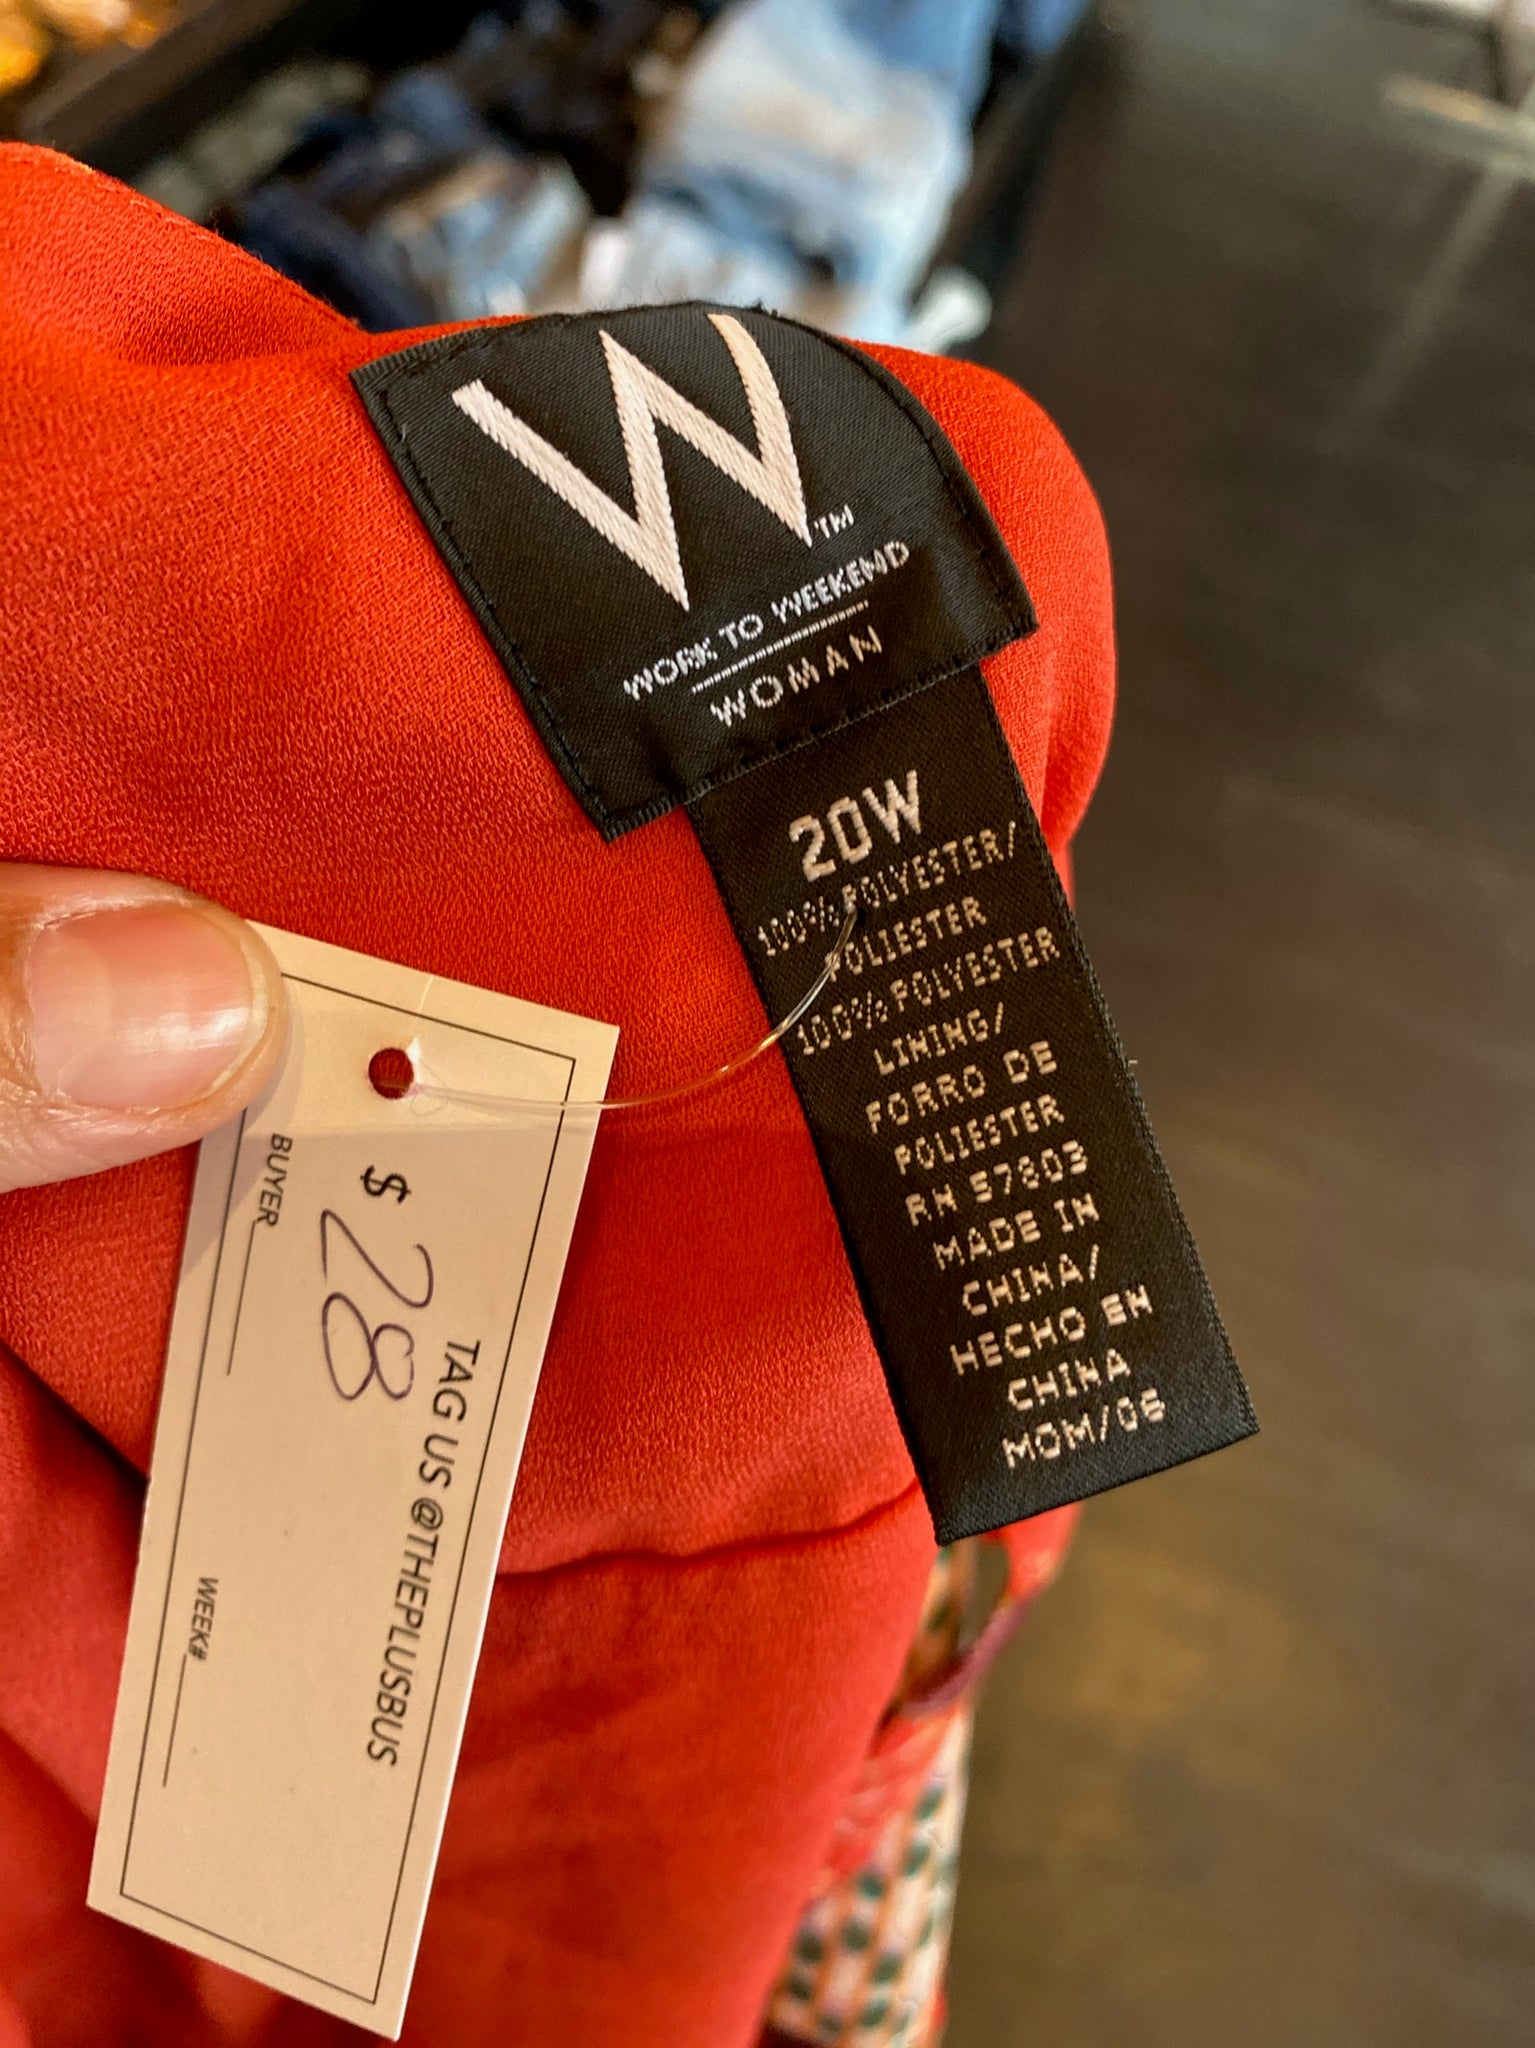 W
TM
WORK TO WEEKEND
WOMAN
20W
100% POLYESTER/
POLIESTER
100% POLYESTER
LINING/
FORRO DE
POLIESTER
RN 57803
MADE IN
CHINA/
HECHO EN
CHINA
MOM/06
$ 28
TAG US @THEPLUSBUS
BUYER
WEEK#